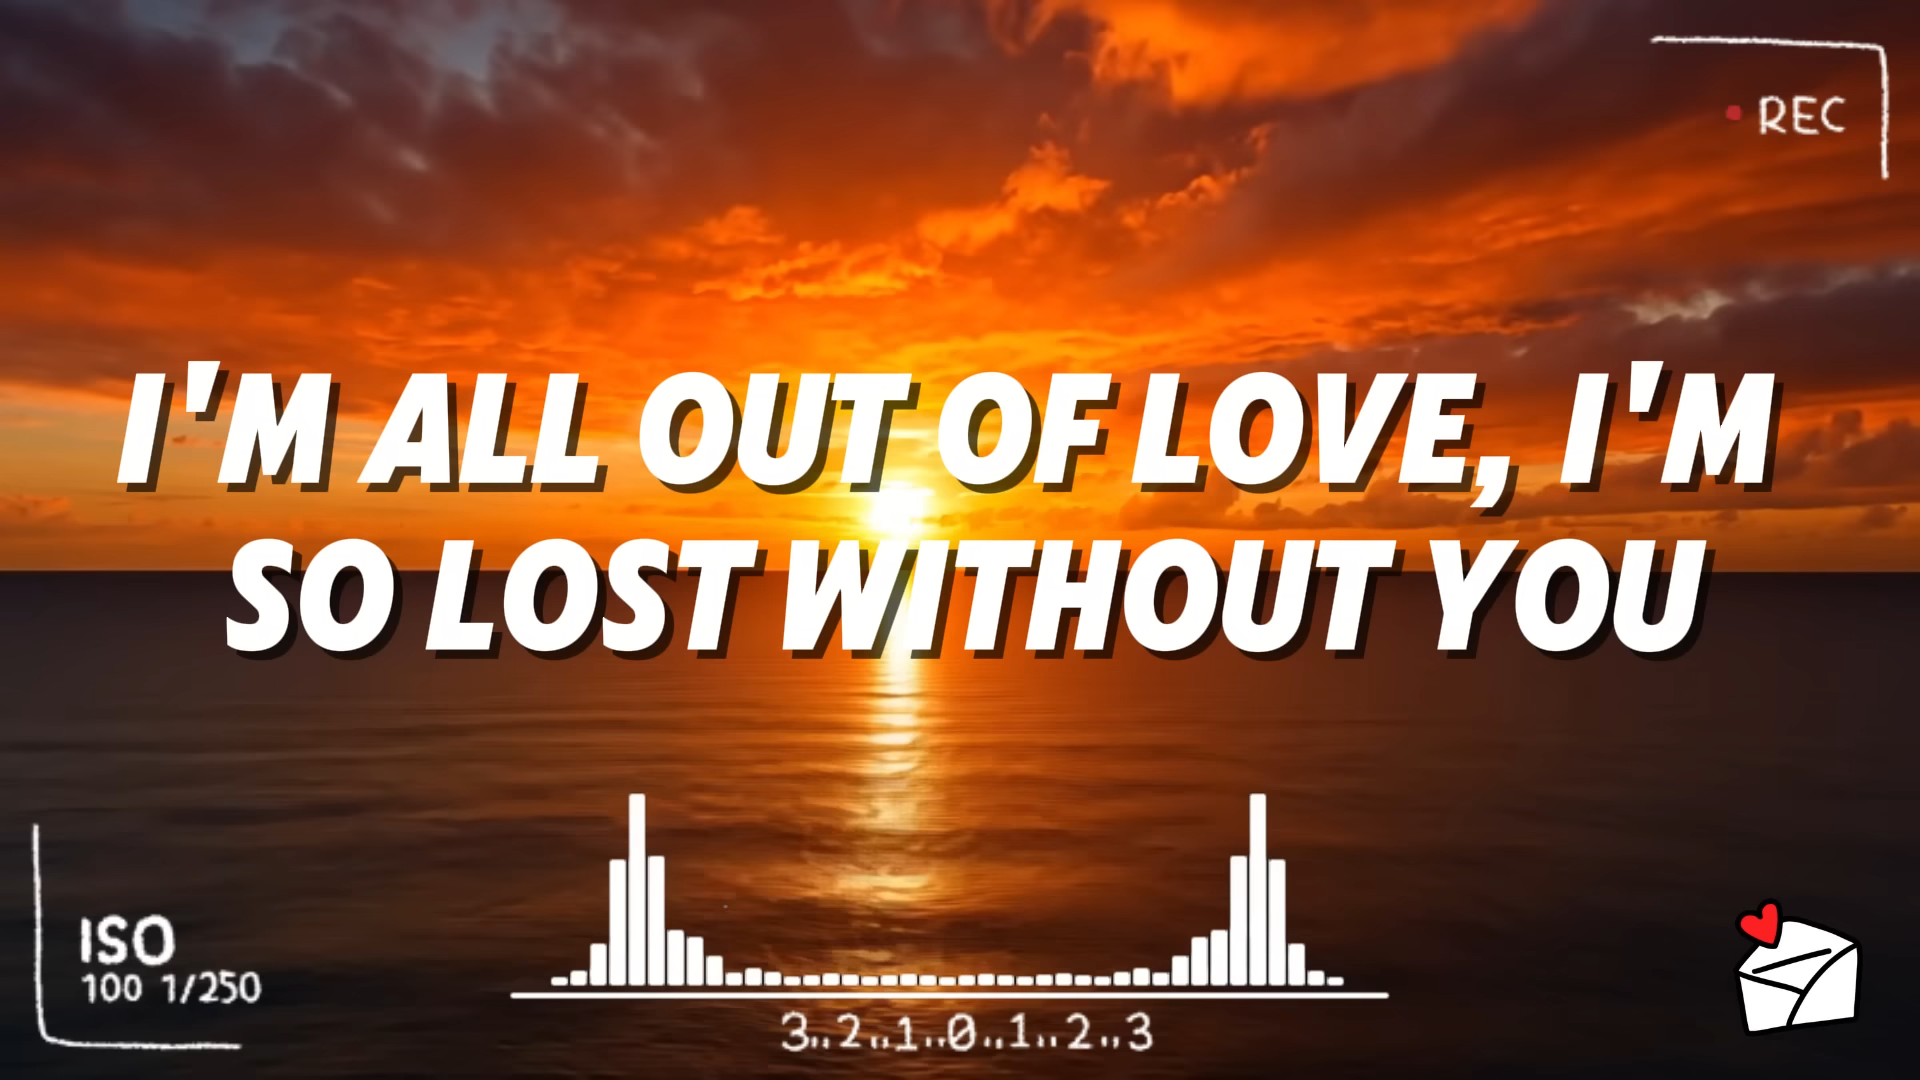 REC
I'M ALL OUT OF LOVE, I'M
SO LOST WITHOUT YOU
ISO
100 1/250
3..2..1..0..1..2..3